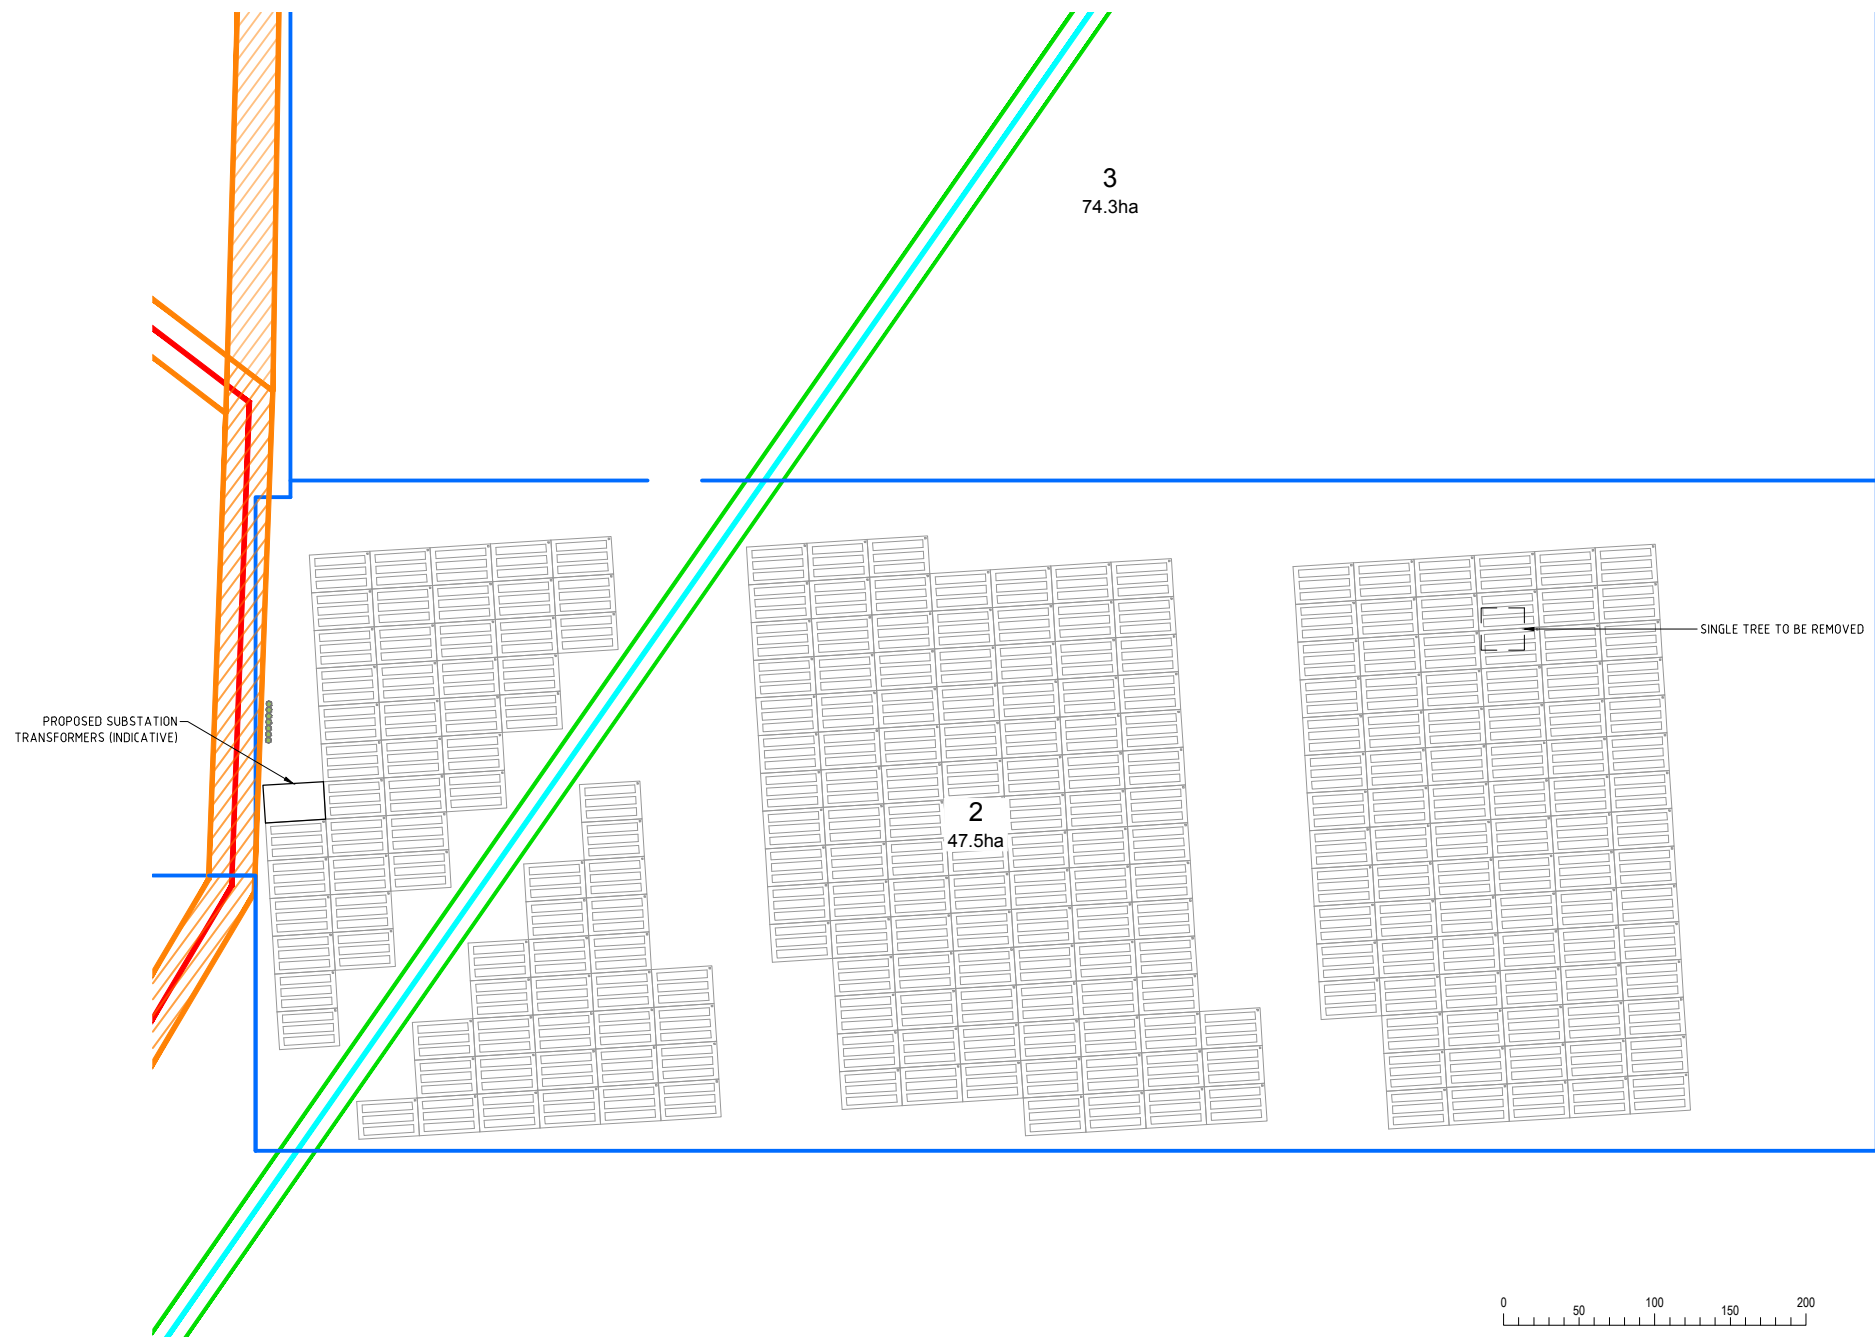 3
74.3ha
SINGLE TREE TO BE REMOVED
PROPOSED SUBSTATION
TRANSFORMERS (INDICATIVE)
2
47.5ha
0 50 100 150 200